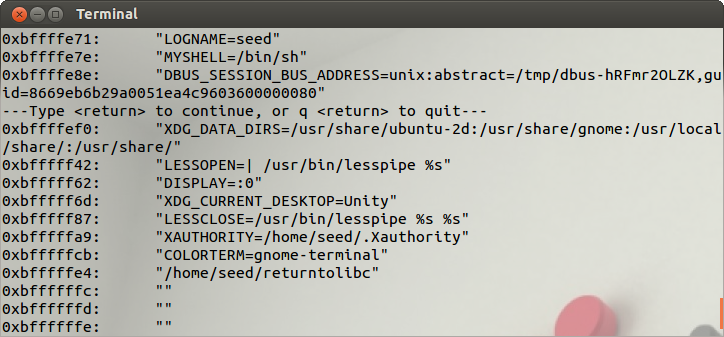 Terminal
0xbffffe71:      "LOGNAME=seed"
0xbffffe7e:      "MYSHELL=/bin/sh"
0xbffffe8e:      "DBUS_SESSION_BUS_ADDRESS=unix:abstract=/tmp/dbus-hRFmr2OLZK,gu
id=8669eb6b29a0051ea4c9603600000080"
---Type <return> to continue, or q <return> to quit---
0xbffffef0:      "XDG_DATA_DIRS=/usr/share/ubuntu-2d:/usr/share/gnome:/usr/local
/share/:/usr/share/"
0xbfffff42:      "LESSOPEN=| /usr/bin/lesspipe %s"
0xbfffff62:      "DISPLAY=:0"
0xbfffff6d:      "XDG_CURRENT_DESKTOP=Unity"
0xbfffff87:      "LESSCLOSE=/usr/bin/lesspipe %s %s"
0xbfffffa9:      "XAUTHORITY=/home/seed/.Xauthority"
0xbfffffcb:      "COLORTERM=gnome-terminal"
0xbfffffe4:      "/home/seed/returntolibc"
0xbffffffc:      ""
0xbffffffd:      ""
0xbffffffe:      ""